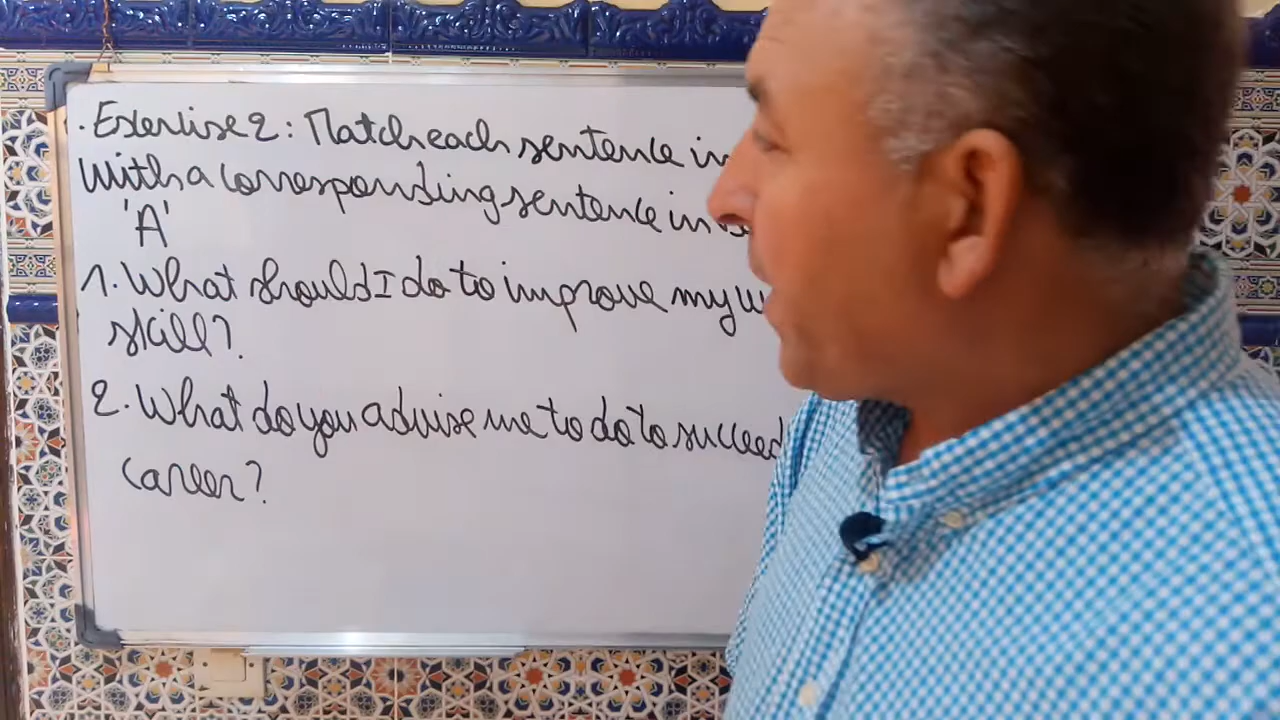 . Exercise 2: Match each sentence in
with a corresponding sentence in
'A'
1. What should I do to improve my
skill?
2. What do you advise me to do to succeed
career?